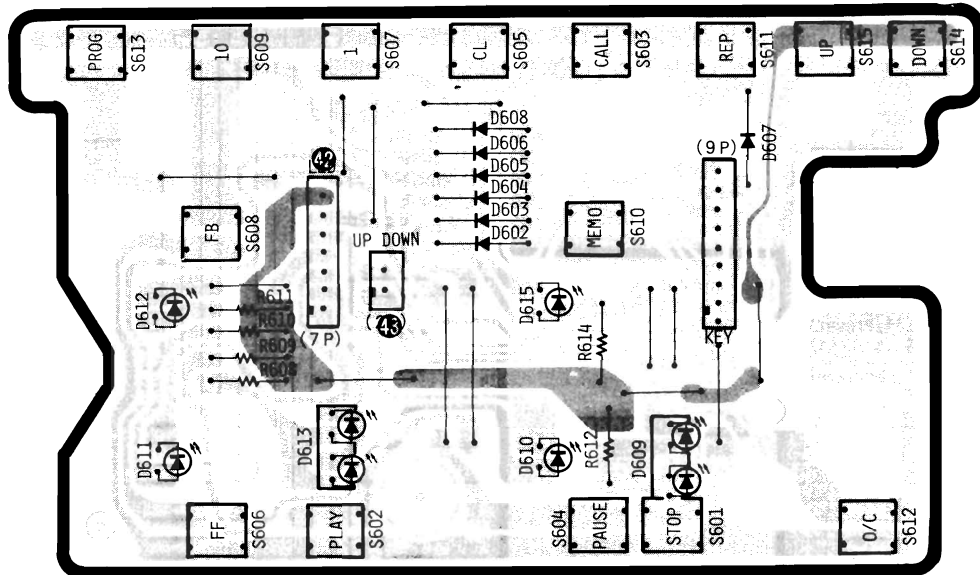 PROG
S613
10
S609
1
S607
CL
S605
CALL
S603
REP
S611
UP
S615
DOWN
S614
D608
D606
D605
D604
D603
D602
D607
(9P)
42
FB
S608
UP DOWN
MEMO
S610
D612
R611
R610
R609
R608
(7P)
43
D615
R614
KEY
D611
D613
D610
R612
D609
FF
S606
PLAY
S602
S604
PAUSE
STOP
S601
O/C
S612